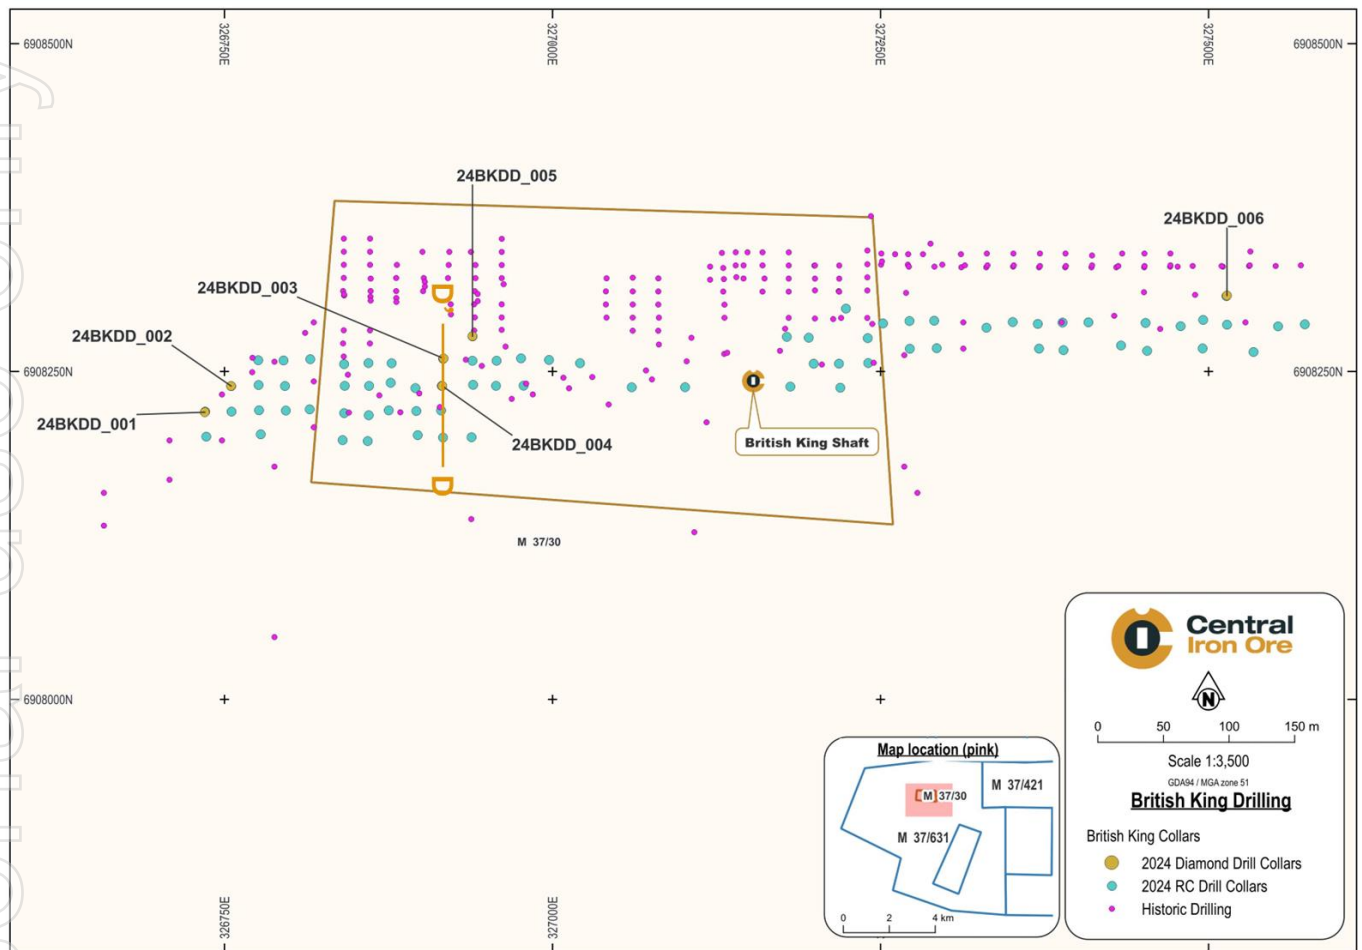 326750E
327000E
327250E
327500E
6908500N
6908500N
24BKDD_005
24BKDD_006
24BKDD_003
D'
24BKDD_002
6908250N
6908250N
24BKDD_001
24BKDD_004
British King Shaft
D
M 37/30
6908000N
Central
Iron Ore
N
0 50 100 150 m
Scale 1:3,500
GDA94 / MGA zone 51
British King Drilling
British King Collars
2024 Diamond Drill Collars
2024 RC Drill Collars
Historic Drilling
Map location (pink)
M 37/421
M 37/30
M 37/631
0 2 4 km
326750E
327000E